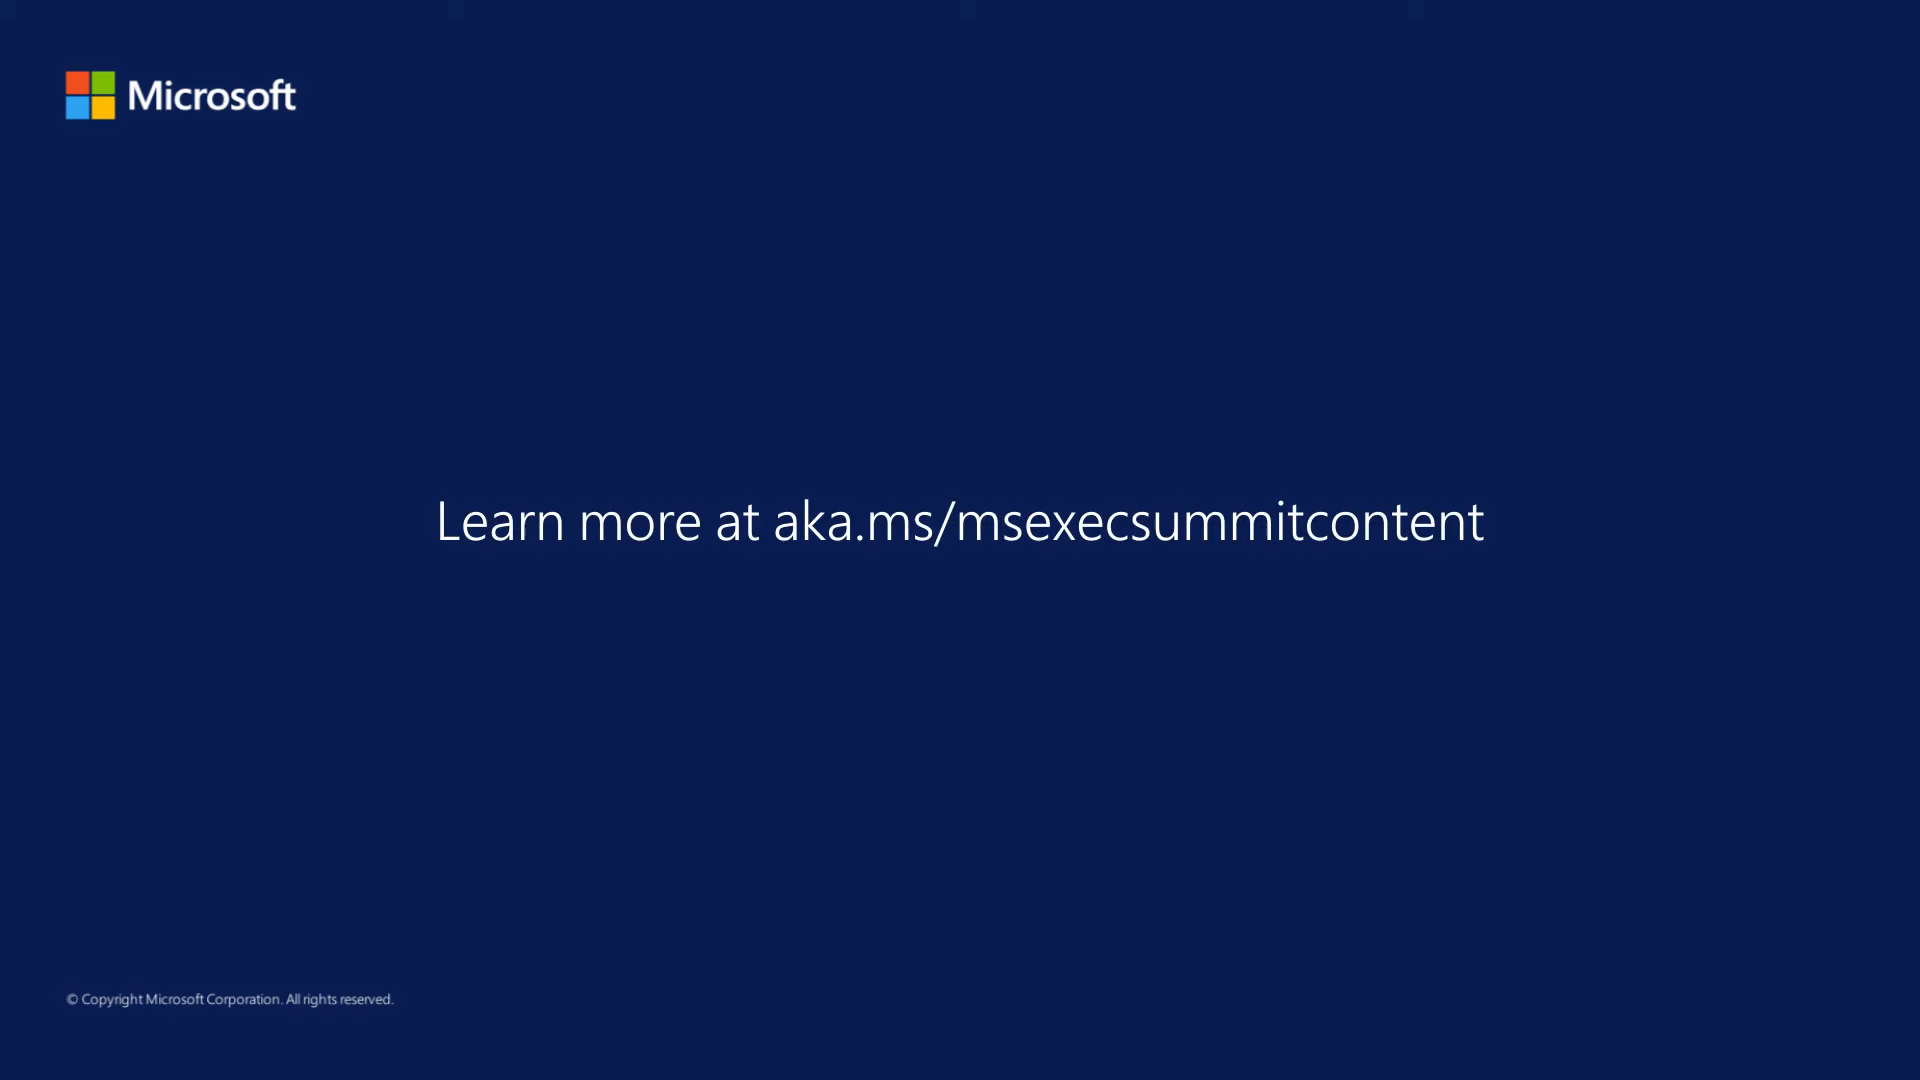 Microsoft
Learn more at aka.ms/msexecsummitcontent
© Copyright Microsoft Corporation. All rights reserved.